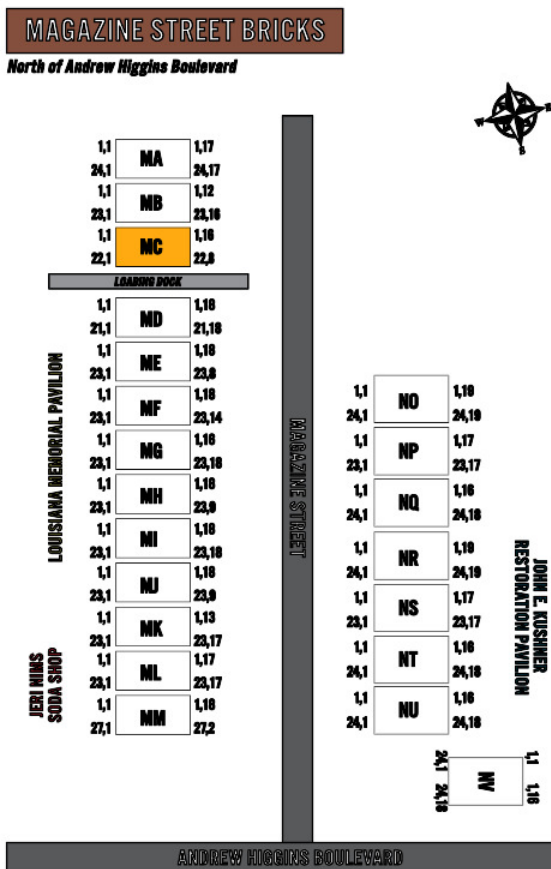 MAGAZINE STREET BRICKS
North of Andrew Higgins Boulevard
N
W
E
S
1,1 MA 1,17
24,1 24,17
1,1 MB 1,12
23,1 23,16
1,1 MC 1,16
22,1 22,8
LOADING DOCK
1,1 MD 1,18
21,1 21,18
1,1 ME 1,18
23,1 23,8
1,1 MF 1,18
23,1 23,14
1,1 MG 1,16
23,1 23,18
1,1 MH 1,18
23,1 23,9
1,1 MI 1,18
23,1 23,18
1,1 MJ 1,18
23,1 23,9
1,1 MK 1,13
23,1 23,17
1,1 ML 1,17
23,1 23,17
1,1 MM 1,18
27,1 27,2
LOUISIANA MEMORIAL PAVILION
JERI NIMS
SODA SHOP
MAGAZINE STREET
1,1 NO 1,19
24,1 24,19
1,1 NP 1,17
23,1 23,17
1,1 NQ 1,16
24,1 24,18
1,1 NR 1,19
24,1 24,19
1,1 NS 1,17
23,1 23,17
1,1 NT 1,16
24,1 24,18
1,1 NU 1,16
24,1 24,18
JOHN E. KUSHNER
RESTORATION PAVILION
1,1 NV 1,16
24,1 24,18
ANDREW HIGGINS BOULEVARD